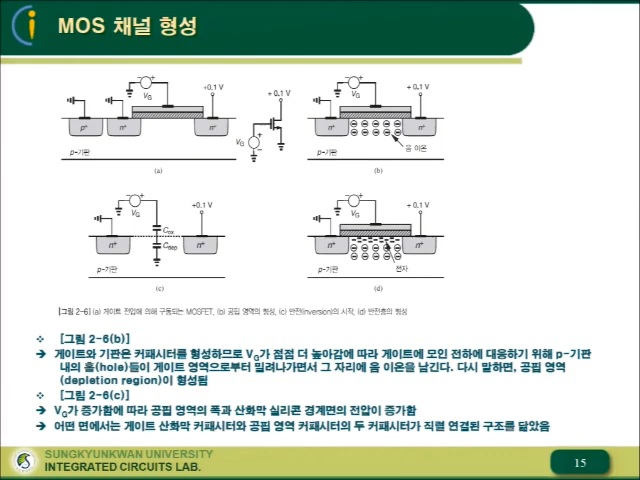 MOS 채널 형성
V_G
+0.1 V
p+
n+
n+
p-기판
(a)
+ 0.1 V
V_G
V_G
+ 0.1 V
n+
n+
음 이온
p-기판
(b)
V_G
+0.1 V
C_ox
C_dep
n+
n+
p-기판
(c)
V_G
+ 0.1 V
n+
n+
p-기판
전자
(d)
[그림 2-6] (a) 게이트 전압에 의해 구동되는 MOSFET, (b) 공핍 영역의 형성, (c) 반전(inversion)의 시작, (d) 반전층의 형성
❖ [그림 2-6(b)]
➔ 게이트와 기판은 커패시터를 형성하므로 V_G가 점점 더 높아감에 따라 게이트에 모인 전하에 대응하기 위해 p-기판
내의 홀(hole)들이 게이트 영역으로부터 밀려나가면서 그 자리에 음 이온을 남긴다. 다시 말하면, 공핍 영역
(depletion region)이 형성됨
❖ [그림 2-6(c)]
➔ V_G가 증가함에 따라 공핍 영역의 폭과 산화막 실리콘 경계면의 전압이 증가함
➔ 어떤 면에서는 게이트 산화막 커패시터와 공핍 영역 커패시터의 두 커패시터가 직렬 연결된 구조를 닮았음
SUNGKYUNKWAN UNIVERSITY
INTEGRATED CIRCUITS LAB.
15